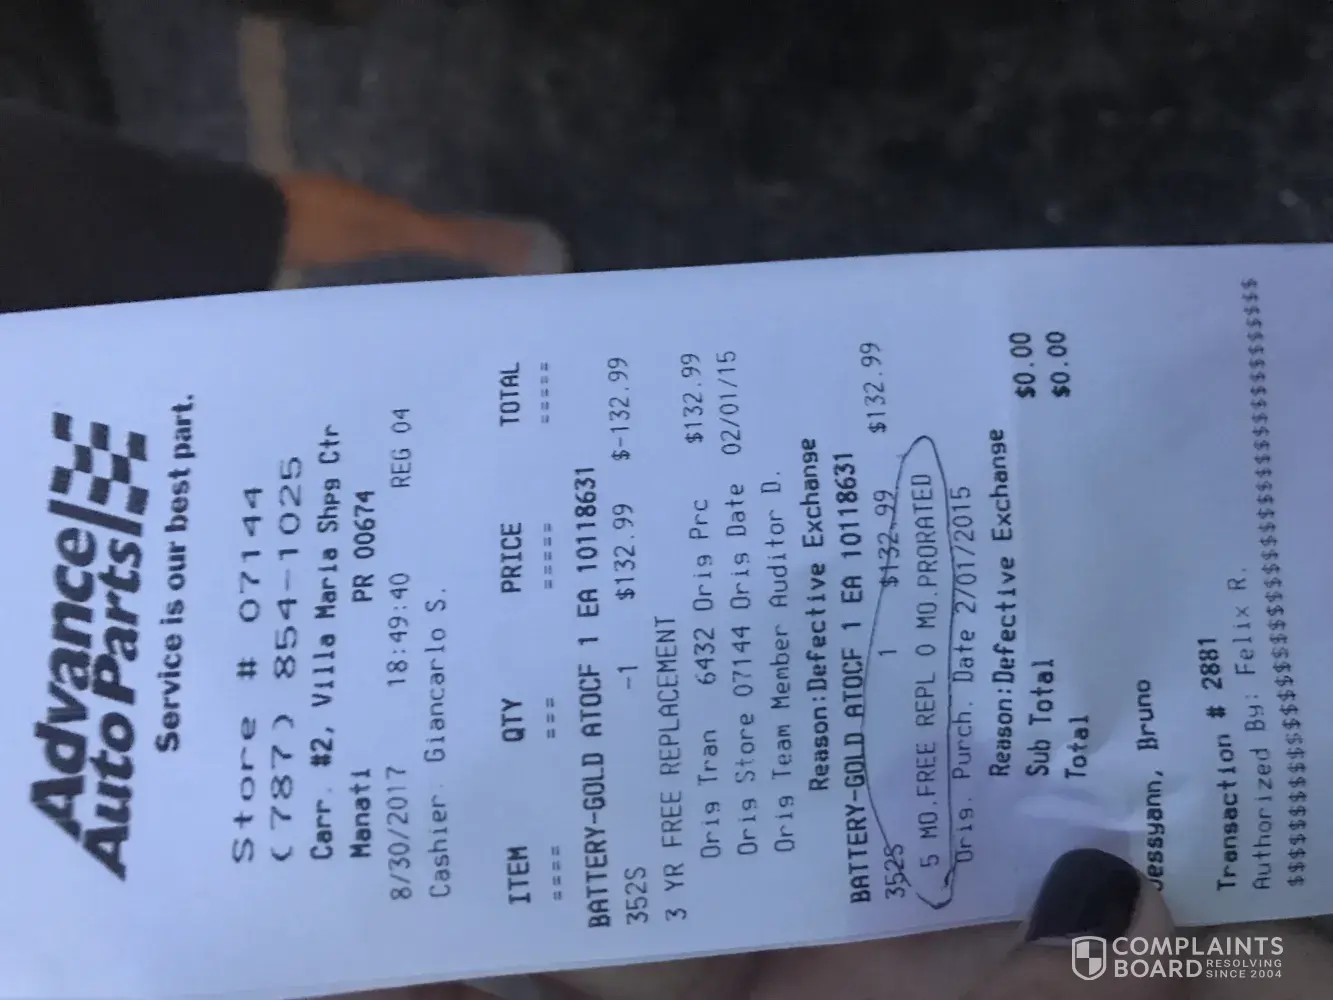 Advance
Auto Parts
Service is our best part.
Store # 07144
(787) 854-1025
Carr. #2, Villa Maria Shpg Ctr
Manati PR 00674
8/30/2017 18:49:40 REG 04
Cashier: Giancarlo S.
ITEM QTY PRICE TOTAL
==== === ===== =====
BATTERY-GOLD ATOCF 1 EA 10118631
352S -1 $132.99 $-132.99
3 YR FREE REPLACEMENT
Orig Tran 6432 Orig Prc $132.99
Orig Store 07144 Orig Date 02/01/15
Orig Team Member Auditor D.
Reason:Defective Exchange
BATTERY-GOLD ATOCF 1 EA 10118631
352S 1 $132.99 $132.99
5 MO.FREE REPL 0 MO.PRORATED
Orig. Purch. Date 2/01/2015
Reason:Defective Exchange
Sub Total $0.00
Total $0.00
Jessyann, Bruno
Transaction # 2881
Authorized By: Felix R.
$$$$$$$$$$$$$$$$$$$$$$$$$$$$$$$$$$$$$$$$
COMPLAINTS
BOARD RESOLVING
SINCE 2004